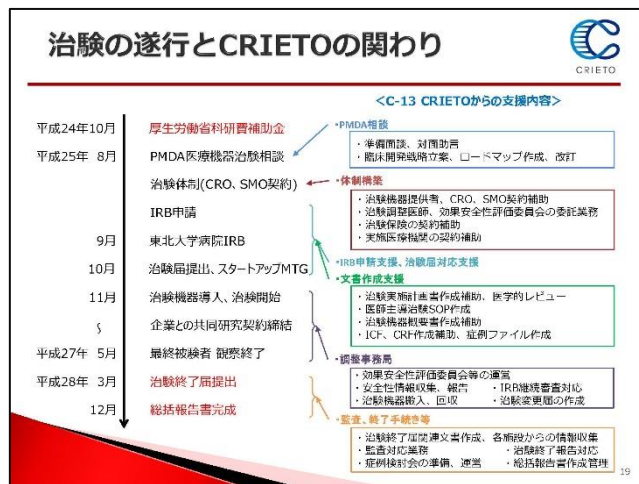 治験の遂行とCRIETOの関わり
CRIETO
<C-13 CRIETOからの支援内容>
平成24年10月 厚生労働省科研費補助金
平成25年 8月 PMDA医療機器治験相談
治験体制(CRO、SMO契約)
IRB申請
9月 東北大学病院IRB
10月 治験届提出、スタートアップMTG
11月 治験機器導入、治験開始
〜 企業との共同研究契約締結
平成27年 5月 最終被験者 観察終了
平成28年 3月 治験終了届提出
12月 総括報告書完成
・PMDA相談
・準備面談、対面助言
・臨床開発戦略立案、ロードマップ作成、改訂
・体制構築
・治験機器提供者、CRO、SMO契約補助
・治験調整医師、効果安全性評価委員会の委託業務
・治験保険の契約補助
・実施医療機関の契約補助
・IRB申請支援、治験届対応支援
・文書作成支援
・治験実施計画書作成補助、医学的レビュー
・医師主導治験SOP作成
・治験機器概要書作成補助
・ICF、CRF作成補助、症例ファイル作成
・調整事務局
・効果安全性評価委員会等の運営
・安全性情報収集、報告 ・IRB継続審査対応
・治験機器搬入、回収 ・治験変更届の作成
・監査、終了手続き等
・治験終了届関連文書作成、各施設からの情報収集
・監査対応業務 ・治験終了報告対応
・症例検討会の準備、運営 ・総括報告書作成管理
19